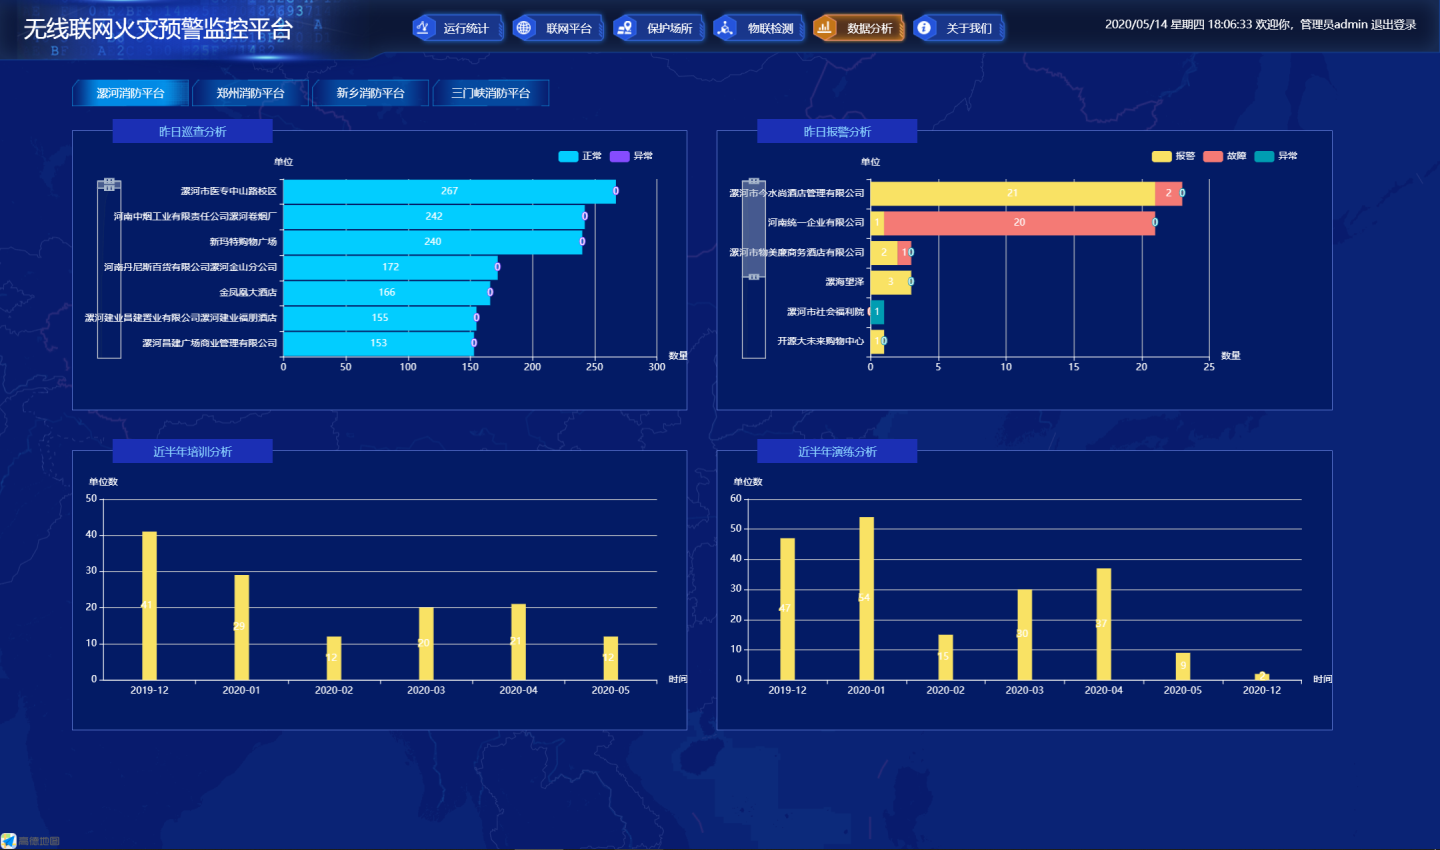 无线联网火灾预警监控平台
运行统计
联网平台
保护场所
物联检测
数据分析
关于我们
2020/05/14 星期四 18:06:33 欢迎你，管理员admin 退出登录
漯河消防平台
郑州消防平台
新乡消防平台
三门峡消防平台
昨日巡查分析
单位
正常
异常
漯河市医专中山路校区 267 0
河南中烟工业有限责任公司漯河卷烟厂 242 0
新玛特购物广场 240 0
河南丹尼斯百货有限公司漯河金山分公司 172 0
金凤凰大酒店 166 0
漯河建业昌建置业有限公司漯河建业福朋酒店 155 0
漯河昌建广场商业管理有限公司 153 0
数量
0 50 100 150 200 250 300
昨日报警分析
单位
报警
故障
异常
漯河市今水尚酒店管理有限公司 21 2 0
河南统一企业有限公司 1 20 0
漯河市物美廉商务酒店有限公司 2 1 0
漯海望泽 3 0
漯河市社会福利院 0 1
开源大未来购物中心 1 0
数量
0 5 10 15 20 25
近半年培训分析
单位数
50
40
30
20
10
0
41 29 12 20 21 12
时间
2019-12 2020-01 2020-02 2020-03 2020-04 2020-05
近半年演练分析
单位数
60
50
40
30
20
10
0
47 54 15 30 37 9 2
时间
2019-12 2020-01 2020-02 2020-03 2020-04 2020-05 2020-12
高德地图